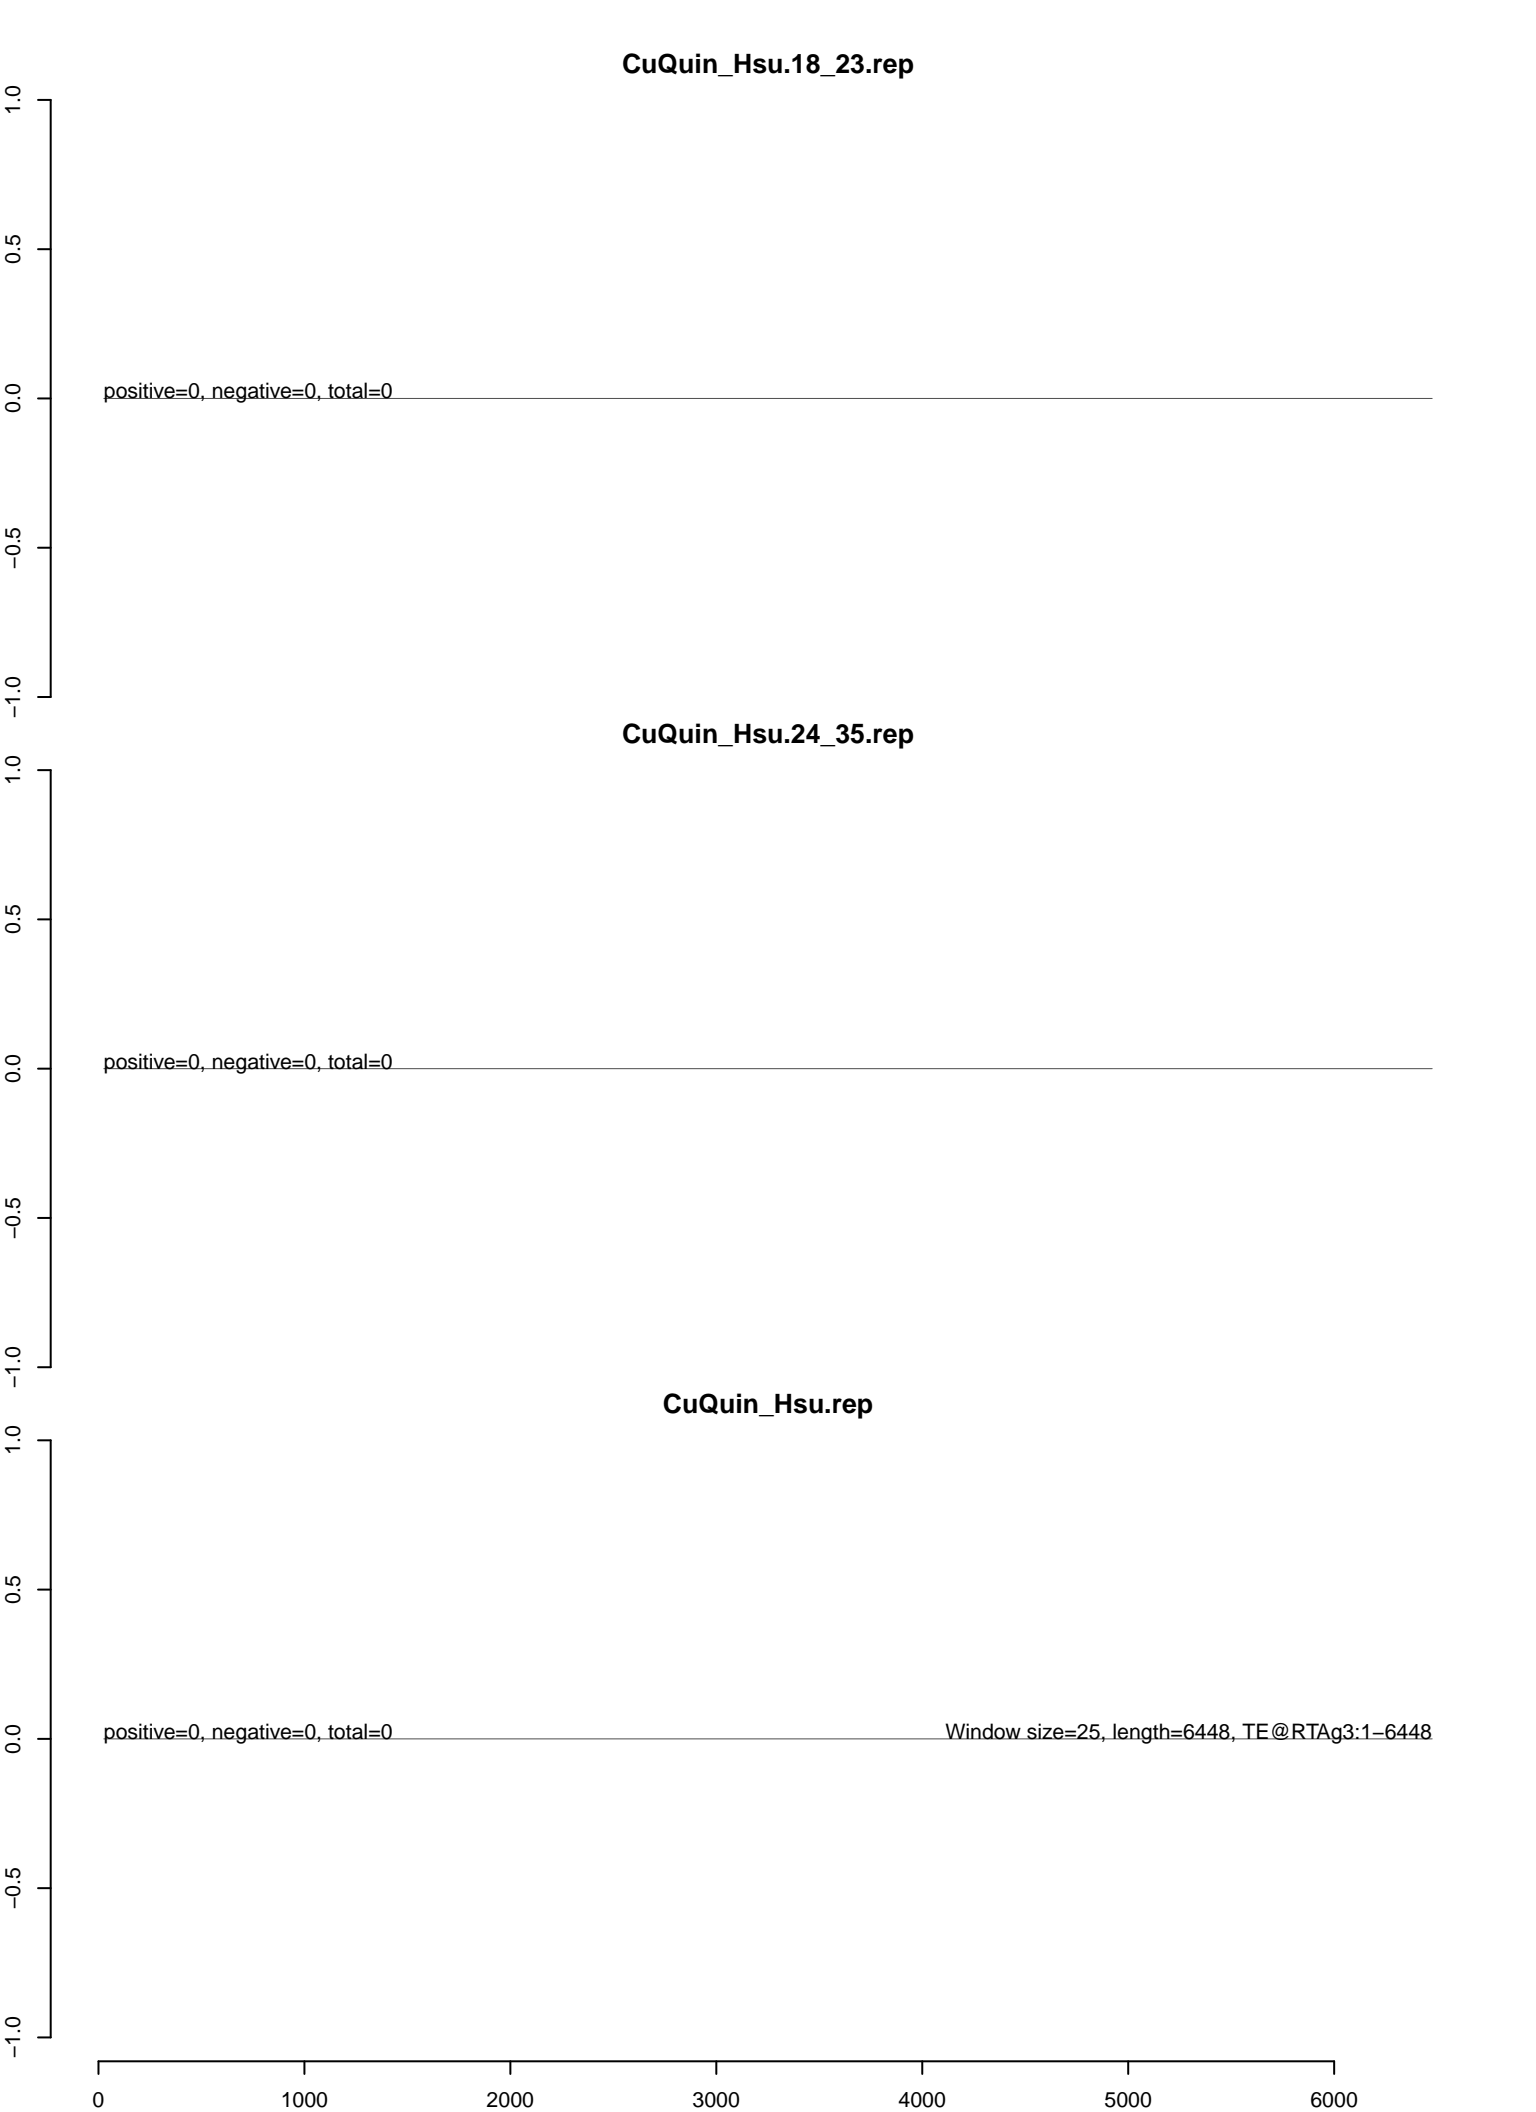 CuQuin_Hsu.18_23.rep
1.0
0.5
0.0
−0.5
−1.0
positive=0, negative=0, total=0
CuQuin_Hsu.24_35.rep
1.0
0.5
0.0
−0.5
−1.0
positive=0, negative=0, total=0
CuQuin_Hsu.rep
1.0
0.5
0.0
−0.5
−1.0
positive=0, negative=0, total=0
Window size=25, length=6448, TE@RTAg3:1−6448
0 1000 2000 3000 4000 5000 6000